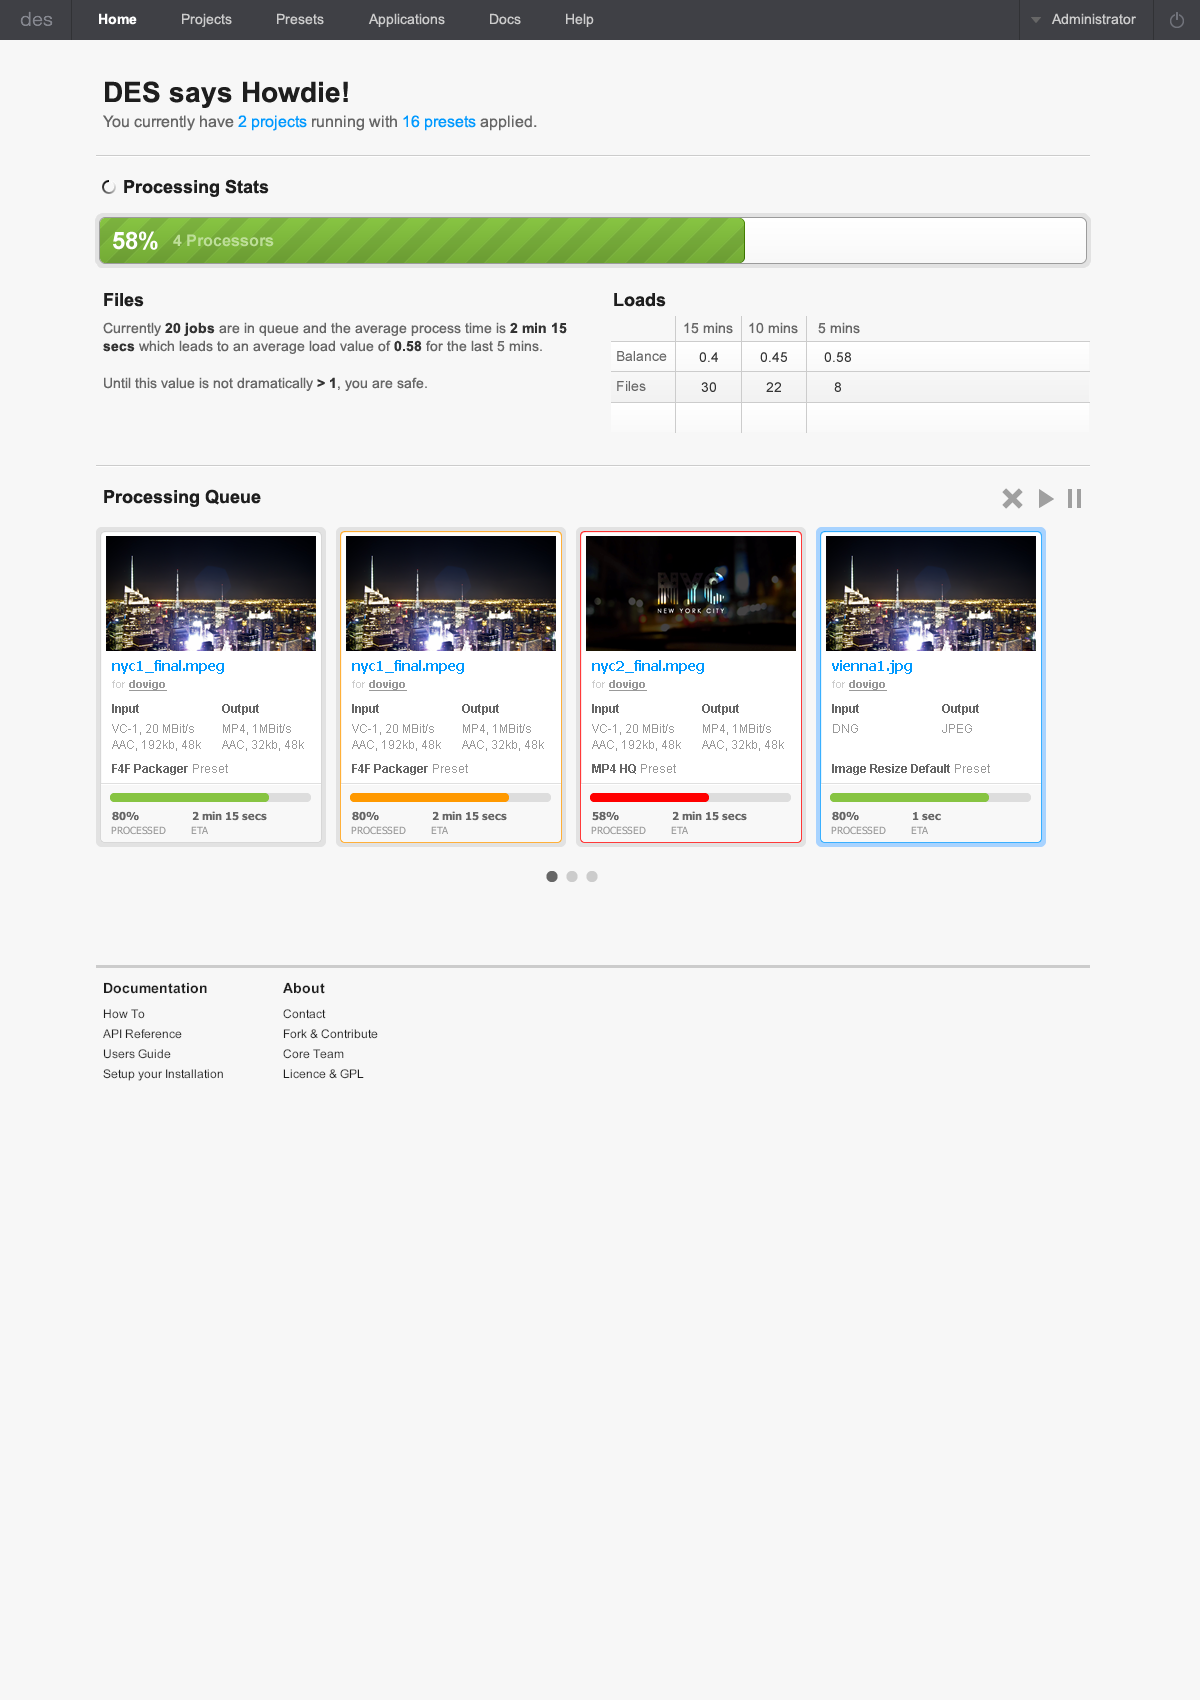 des Home Projects Presets Applications Docs Help Administrator
DES says Howdie!
You currently have 2 projects running with 16 presets applied.
Processing Stats
58% 4 Processors
Files
Currently 20 jobs are in queue and the average process time is 2 min 15
secs which leads to an average load value of 0.58 for the last 5 mins.
Until this value is not dramatically > 1, you are safe.
Loads
15 mins 10 mins 5 mins
Balance 0.4 0.45 0.58
Files 30 22 8
Processing Queue
nyc1_final.mpeg
for dovigo
Input Output
VC-1, 20 MBit/s MP4, 1MBit/s
AAC, 192kb, 48k AAC, 32kb, 48k
F4F Packager Preset
80% 2 min 15 secs
PROCESSED ETA
nyc1_final.mpeg
for dovigo
Input Output
VC-1, 20 MBit/s MP4, 1MBit/s
AAC, 192kb, 48k AAC, 32kb, 48k
F4F Packager Preset
80% 2 min 15 secs
PROCESSED ETA
NYC
NEW YORK CITY
nyc2_final.mpeg
for dovigo
Input Output
VC-1, 20 MBit/s MP4, 1MBit/s
AAC, 192kb, 48k AAC, 32kb, 48k
MP4 HQ Preset
58% 2 min 15 secs
PROCESSED ETA
vienna1.jpg
for dovigo
Input Output
DNG JPEG
Image Resize Default Preset
80% 1 sec
PROCESSED ETA
Documentation
How To
API Reference
Users Guide
Setup your Installation
About
Contact
Fork & Contribute
Core Team
Licence & GPL